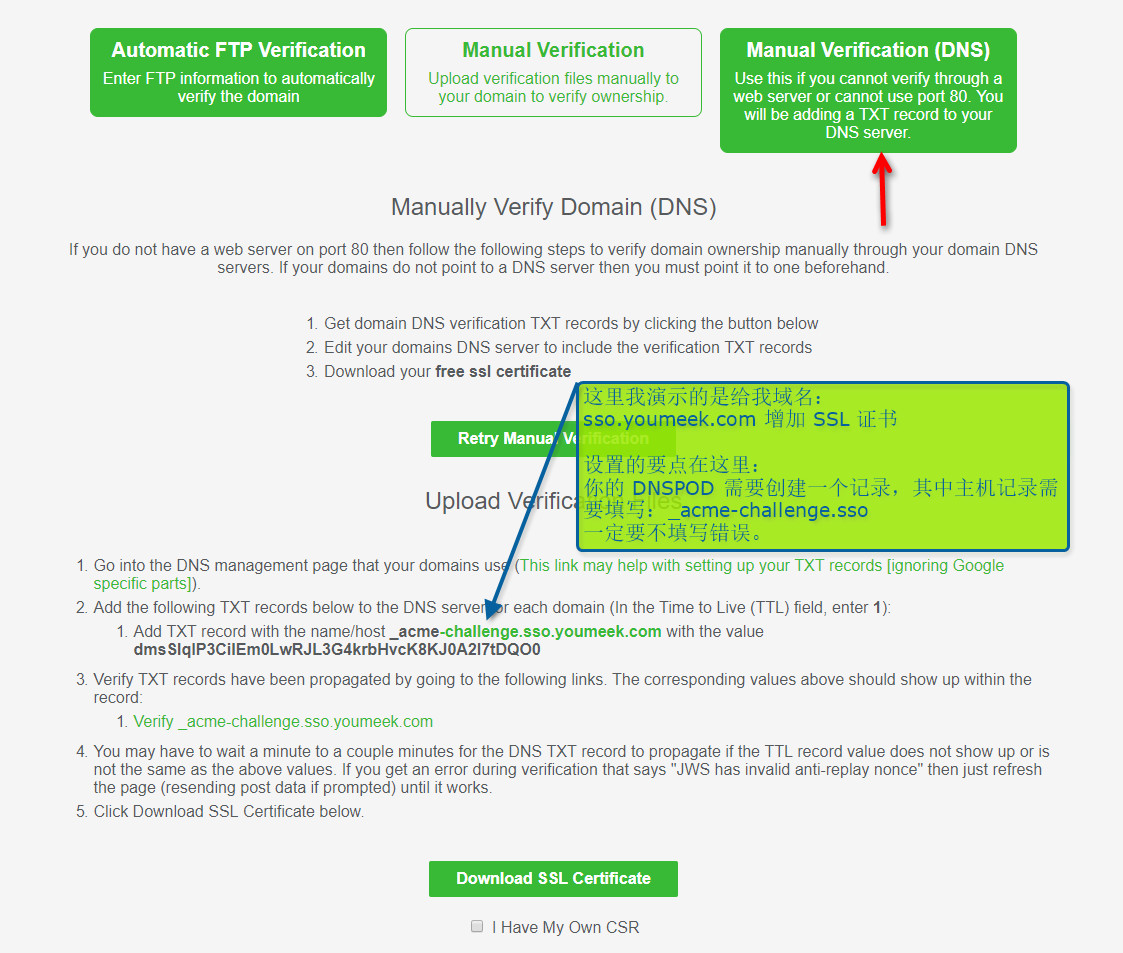 Automatic FTP Verification
Enter FTP information to automatically
verify the domain
Manual Verification
Upload verification files manually to
your domain to verify ownership.
Manual Verification (DNS)
Use this if you cannot verify through a
web server or cannot use port 80. You
will be adding a TXT record to your
DNS server.
Manually Verify Domain (DNS)
If you do not have a web server on port 80 then follow the following steps to verify domain ownership manually through your domain DNS
servers. If your domains do not point to a DNS server then you must point it to one beforehand.
1. Get domain DNS verification TXT records by clicking the button below
2. Edit your domains DNS server to include the verification TXT records
3. Download your free ssl certificate
这里我演示的是给我域名：
sso.youmeek.com 增加 SSL 证书
设置的要点在这里：
你的 DNSPOD 需要创建一个记录，其中主机记录需
要填写：_acme-challenge.sso
一定要不填写错误。
Retry Manual Verification
Upload Verification Files
1. Go into the DNS management page that your domains use (This link may help with setting up your TXT records [ignoring Google
specific parts]).
2. Add the following TXT records below to the DNS server for each domain (In the Time to Live (TTL) field, enter 1):
1. Add TXT record with the name/host _acme-challenge.sso.youmeek.com with the value
dmsSIqlP3CiIEm0LwRJL3G4krbHvcK8KJ0A2I7tDQO0
3. Verify TXT records have been propagated by going to the following links. The corresponding values above should show up within the
record:
1. Verify _acme-challenge.sso.youmeek.com
4. You may have to wait a minute to a couple minutes for the DNS TXT record to propagate if the TTL record value does not show up or is
not the same as the above values. If you get an error during verification that says "JWS has invalid anti-replay nonce" then just refresh
the page (resending post data if prompted) until it works.
5. Click Download SSL Certificate below.
Download SSL Certificate
I Have My Own CSR